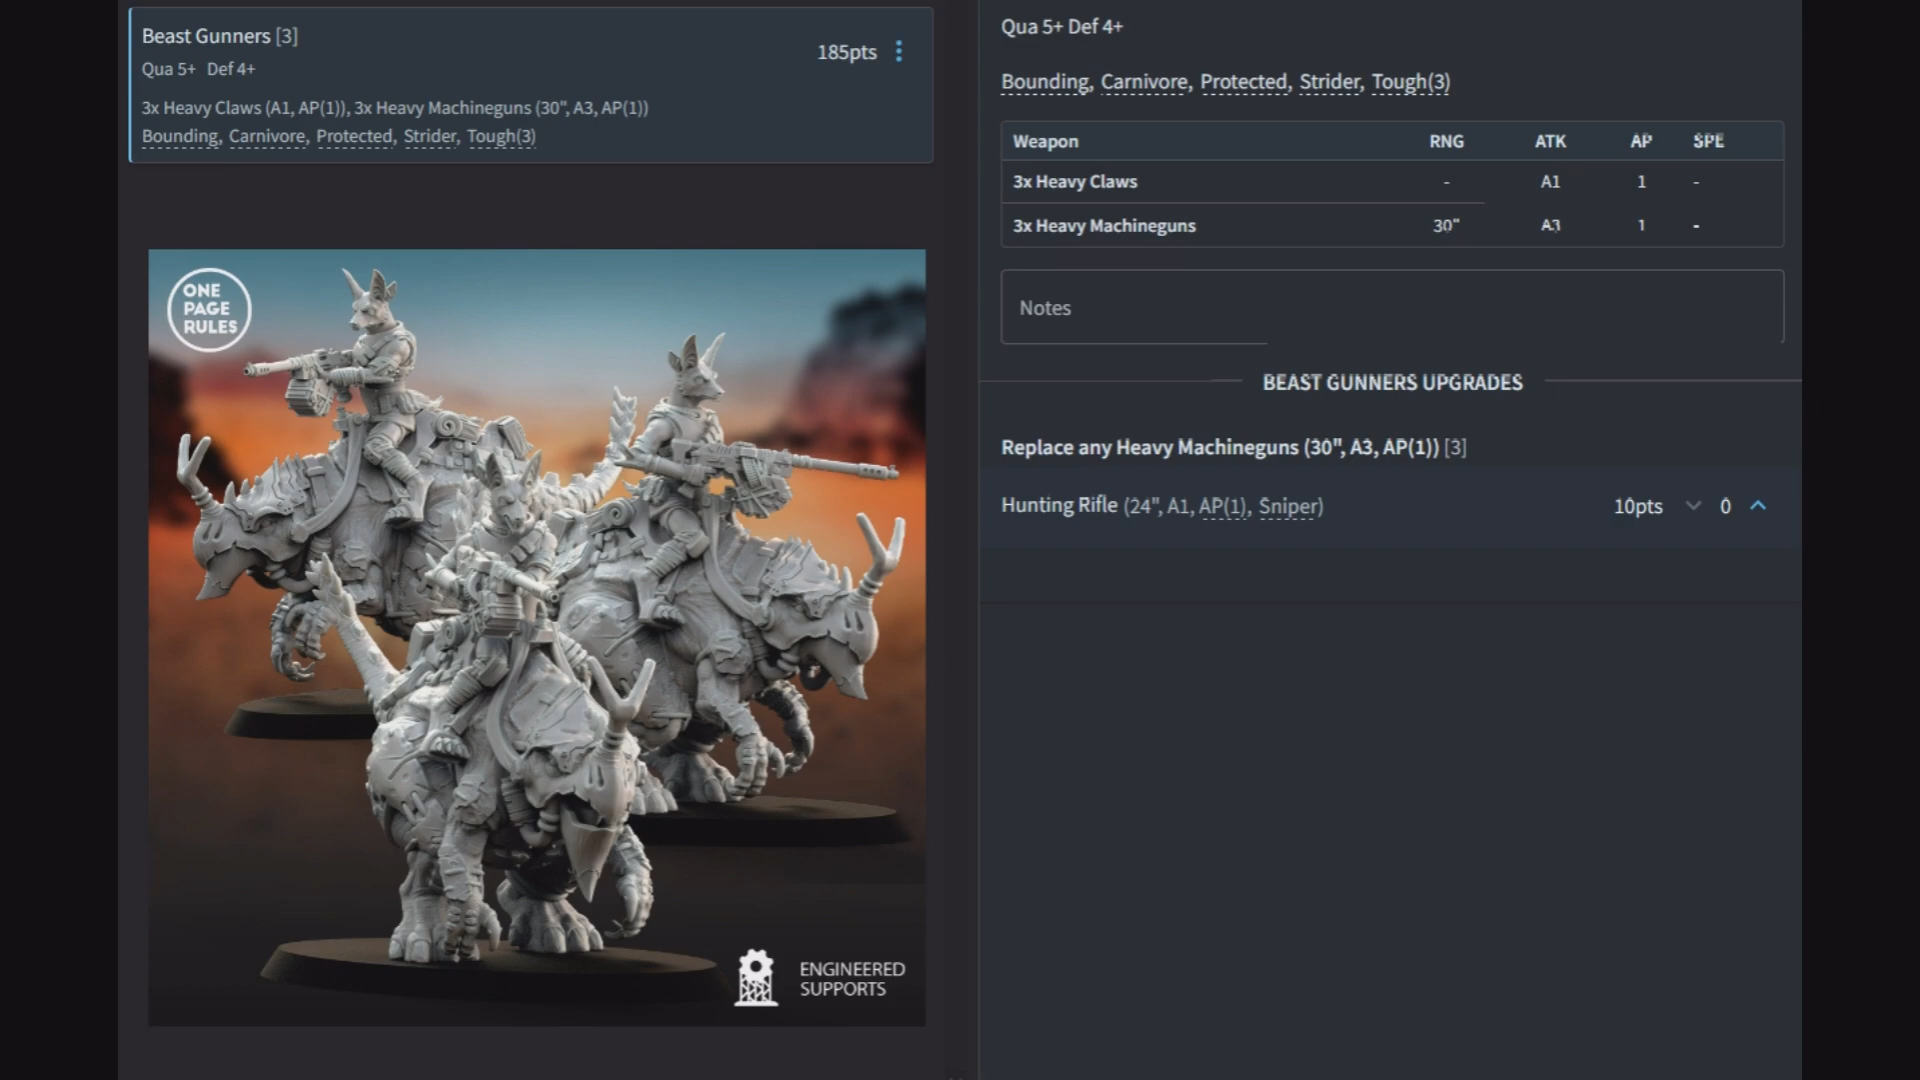 Beast Gunners [3]
185pts
Qua 5+ Def 4+
3x Heavy Claws (A1, AP(1)), 3x Heavy Machineguns (30", A3, AP(1))
Bounding, Carnivore, Protected, Strider, Tough(3)
ONE
PAGE
RULES
ENGINEERED
SUPPORTS
Qua 5+ Def 4+
Bounding, Carnivore, Protected, Strider, Tough(3)
Weapon RNG ATK AP SPE
3x Heavy Claws - A1 1 -
3x Heavy Machineguns 30" A3 1 -
Notes
BEAST GUNNERS UPGRADES
Replace any Heavy Machineguns (30", A3, AP(1)) [3]
Hunting Rifle (24", A1, AP(1), Sniper) 10pts 0